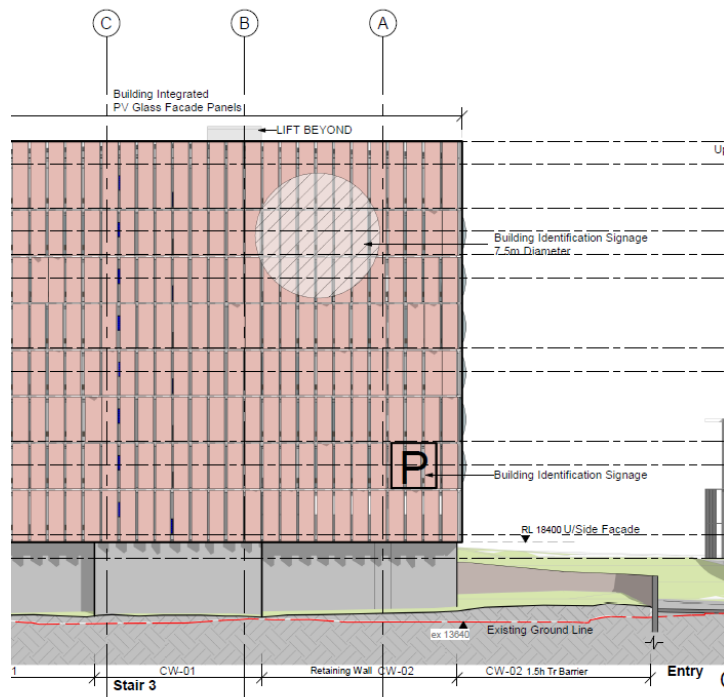 C
B
A
Building Integrated
PV Glass Facade Panels
LIFT BEYOND
Up
Building Identification Signage
7.5m Diameter
P
Building Identification Signage
RL 18400 U/Side Facade
ex 13640
Existing Ground Line
1
CW-01
Retaining Wall CW-02
CW-02 1.5h Tr Barrier
Stair 3
Entry
(